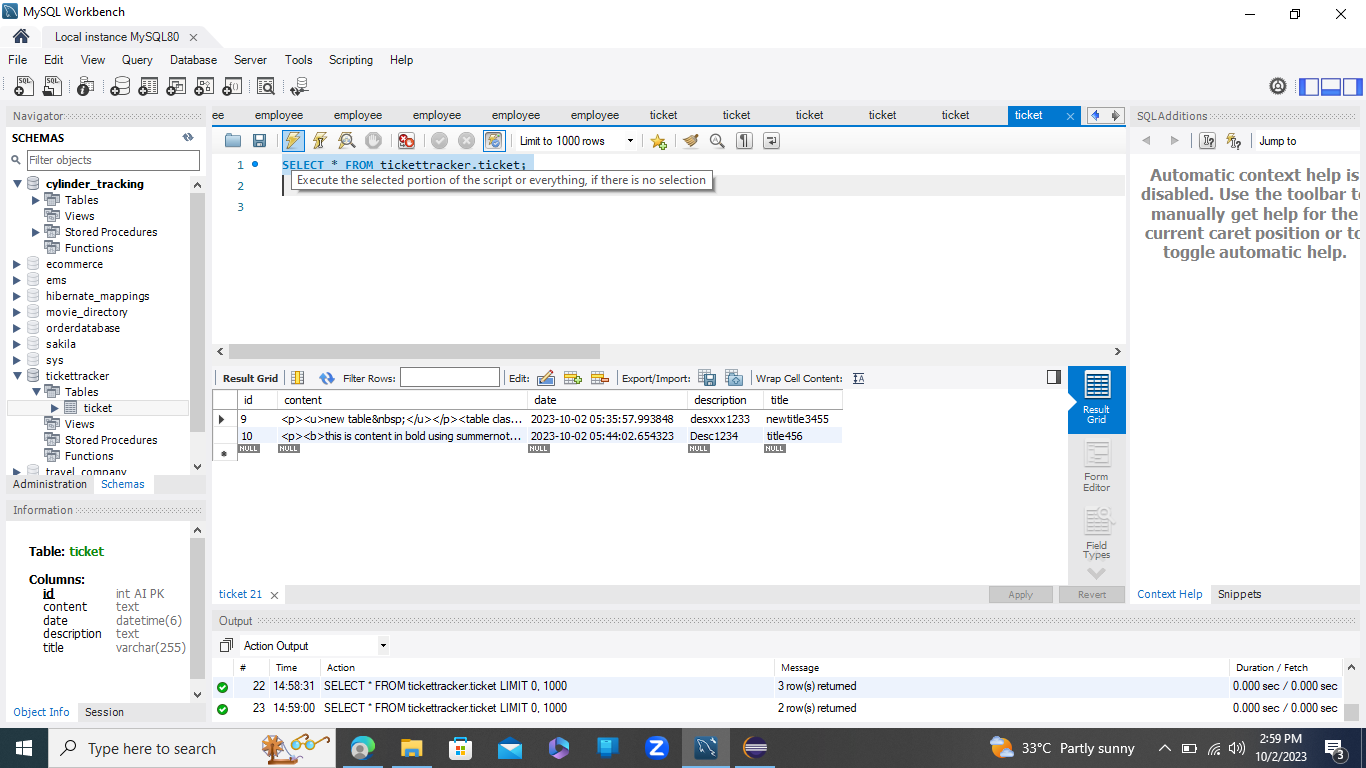 MySQL Workbench
Local instance MySQL80
File Edit View Query Database Server Tools Scripting Help
Navigator
SCHEMAS
Filter objects
cylinder_tracking
Tables
Views
Stored Procedures
Functions
ecommerce
ems
hibernate_mappings
movie_directory
orderdatabase
sakila
sys
tickettracker
Tables
ticket
Views
Stored Procedures
Functions
travel_company
Administration Schemas
Information
Table: ticket
Columns:
id int AI PK
content text
date datetime(6)
description text
title varchar(255)
Object Info Session
ee employee employee employee employee employee ticket ticket ticket ticket ticket ticket
Limit to 1000 rows
1 SELECT * FROM tickettracker.ticket;
2
Execute the selected portion of the script or everything, if there is no selection
3
Result Grid Filter Rows: Edit: Export/Import: Wrap Cell Content:
id content date description title
9 <p><u>new table&nbsp;</u></p><table clas... 2023-10-02 05:35:57.993848 desxxx1233 newtitle3455
10 <p><b>this is content in bold using summernot... 2023-10-02 05:44:02.654323 Desc1234 title456
NULL NULL NULL NULL NULL
Result
Grid
Form
Editor
Field
Types
ticket 21
Apply Revert
SQLAdditions
Jump to
Automatic context help is
disabled. Use the toolbar to
manually get help for the
current caret position or to
toggle automatic help.
Context Help Snippets
Output
Action Output
# Time Action Message Duration / Fetch
22 14:58:31 SELECT * FROM tickettracker.ticket LIMIT 0, 1000 3 row(s) returned 0.000 sec / 0.000 sec
23 14:59:00 SELECT * FROM tickettracker.ticket LIMIT 0, 1000 2 row(s) returned 0.000 sec / 0.000 sec
Type here to search
33°C Partly sunny
2:59 PM
10/2/2023
3